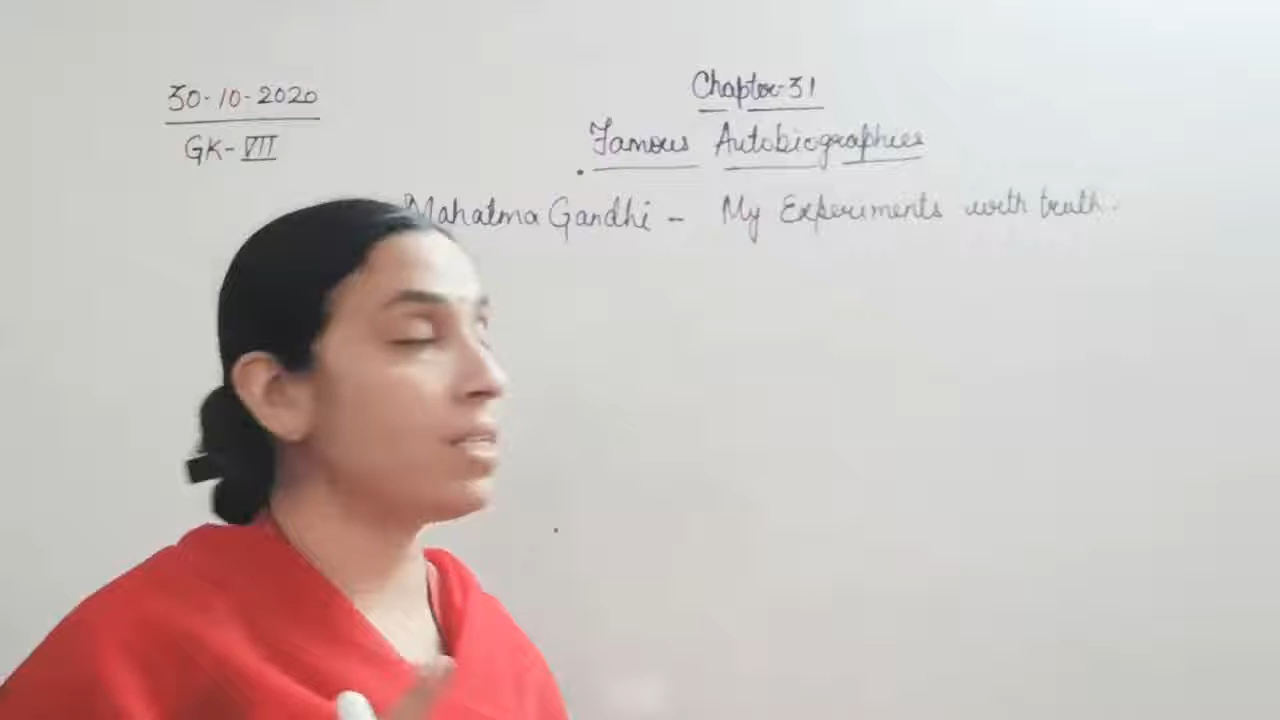 30-10-2020
GK-VII
Chapter-31
Famous Autobiographies
Mahatma Gandhi - My Experiments with truth.